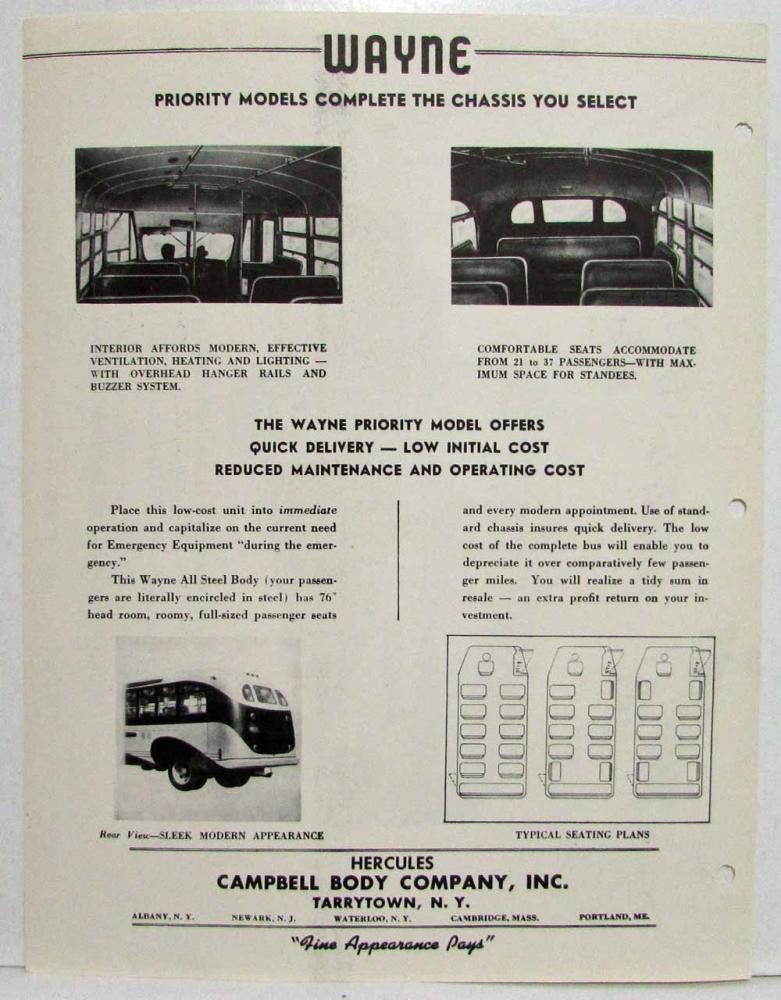 WAYNE
PRIORITY MODELS COMPLETE THE CHASSIS YOU SELECT
INTERIOR AFFORDS MODERN, EFFECTIVE
VENTILATION, HEATING AND LIGHTING —
WITH OVERHEAD HANGER RAILS AND
BUZZER SYSTEM.
COMFORTABLE SEATS ACCOMMODATE
FROM 21 to 37 PASSENGERS—WITH MAX-
IMUM SPACE FOR STANDEES.
THE WAYNE PRIORITY MODEL OFFERS
QUICK DELIVERY — LOW INITIAL COST
REDUCED MAINTENANCE AND OPERATING COST
Place this low-cost unit into immediate
operation and capitalize on the current need
for Emergency Equipment "during the emer-
gency."
This Wayne All Steel Body (your passen-
gers are literally encircled in steel) has 76"
head room, roomy, full-sized passenger seats
and every modern appointment. Use of stand-
ard chassis insures quick delivery. The low
cost of the complete bus will enable you to
depreciate it over comparatively few passen-
ger miles. You will realize a tidy sum in
resale — an extra profit return on your in-
vestment.
Rear View—SLEEK MODERN APPEARANCE
TYPICAL SEATING PLANS
HERCULES
CAMPBELL BODY COMPANY, INC.
TARRYTOWN, N. Y.
ALBANY, N. Y. NEWARK, N. J. WATERLOO, N. Y. CAMBRIDGE, MASS. PORTLAND, ME.
"Fine Appearance Pays"